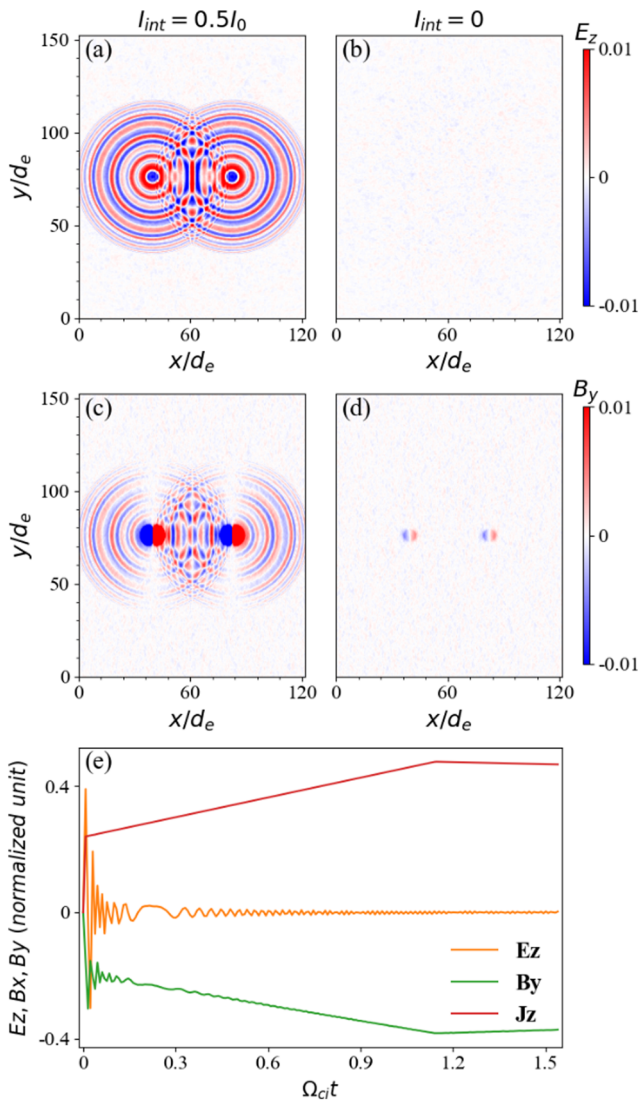 I_int = 0.5I_0 I_int = 0
(a) (b) E_z
150 0.01
100
y/d_e 0
50
0 -0.01
0 60 120 0 60 120
x/d_e x/d_e
(c) (d) B_y
150 0.01
100
y/d_e 0
50
0 -0.01
0 60 120 0 60 120
x/d_e x/d_e
(e)
0.4
Ez, Bx, By (normalized unit)
0
Ez
By
Jz
-0.4
0 0.3 0.6 0.9 1.2 1.5
Ω_ci t